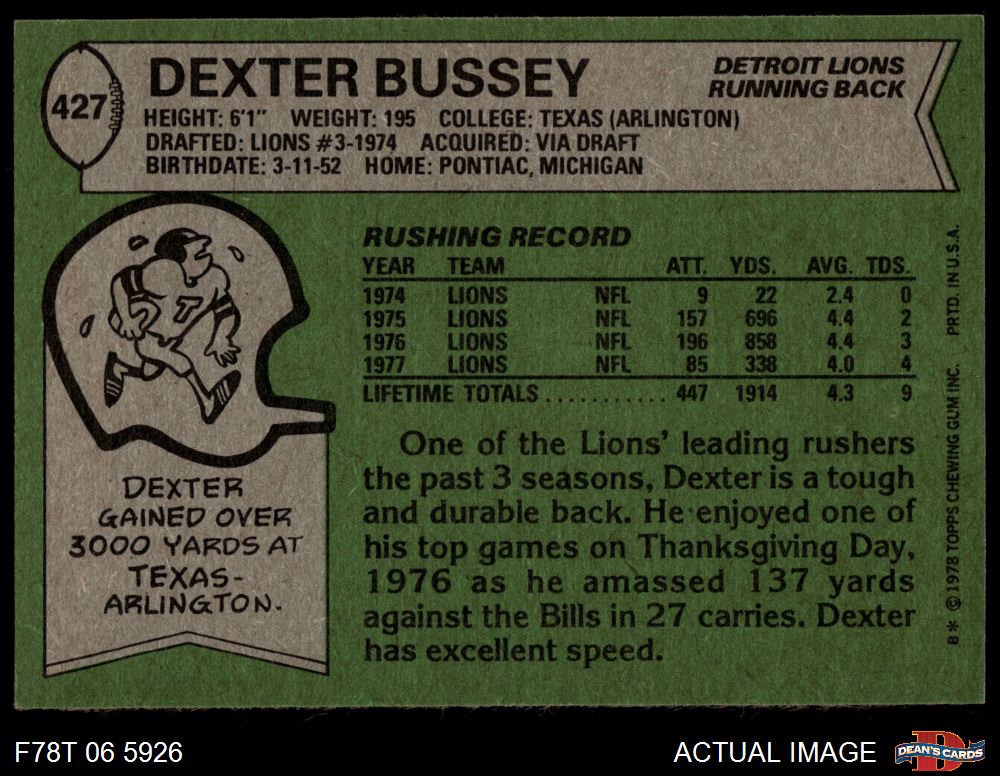 427
DEXTER BUSSEY
DETROIT LIONS
RUNNING BACK
HEIGHT: 6'1" WEIGHT: 195 COLLEGE: TEXAS (ARLINGTON)
DRAFTED: LIONS #3-1974 ACQUIRED: VIA DRAFT
BIRTHDATE: 3-11-52 HOME: PONTIAC, MICHIGAN
RUSHING RECORD
YEAR TEAM ATT. YDS. AVG. TDS.
1974 LIONS NFL 9 22 2.4 0
1975 LIONS NFL 157 696 4.4 2
1976 LIONS NFL 196 858 4.4 3
1977 LIONS NFL 85 338 4.0 4
LIFETIME TOTALS ........... 447 1914 4.3 9
One of the Lions' leading rushers
the past 3 seasons, Dexter is a tough
and durable back. He enjoyed one of
his top games on Thanksgiving Day,
1976 as he amassed 137 yards
against the Bills in 27 carries. Dexter
has excellent speed.
DEXTER
GAINED OVER
3000 YARDS AT
TEXAS-
ARLINGTON.
B* © 1978 TOPPS CHEWING GUM INC. PRTD. IN U.S.A.
F78T 06 5926
ACTUAL IMAGE
DEAN'S CARDS